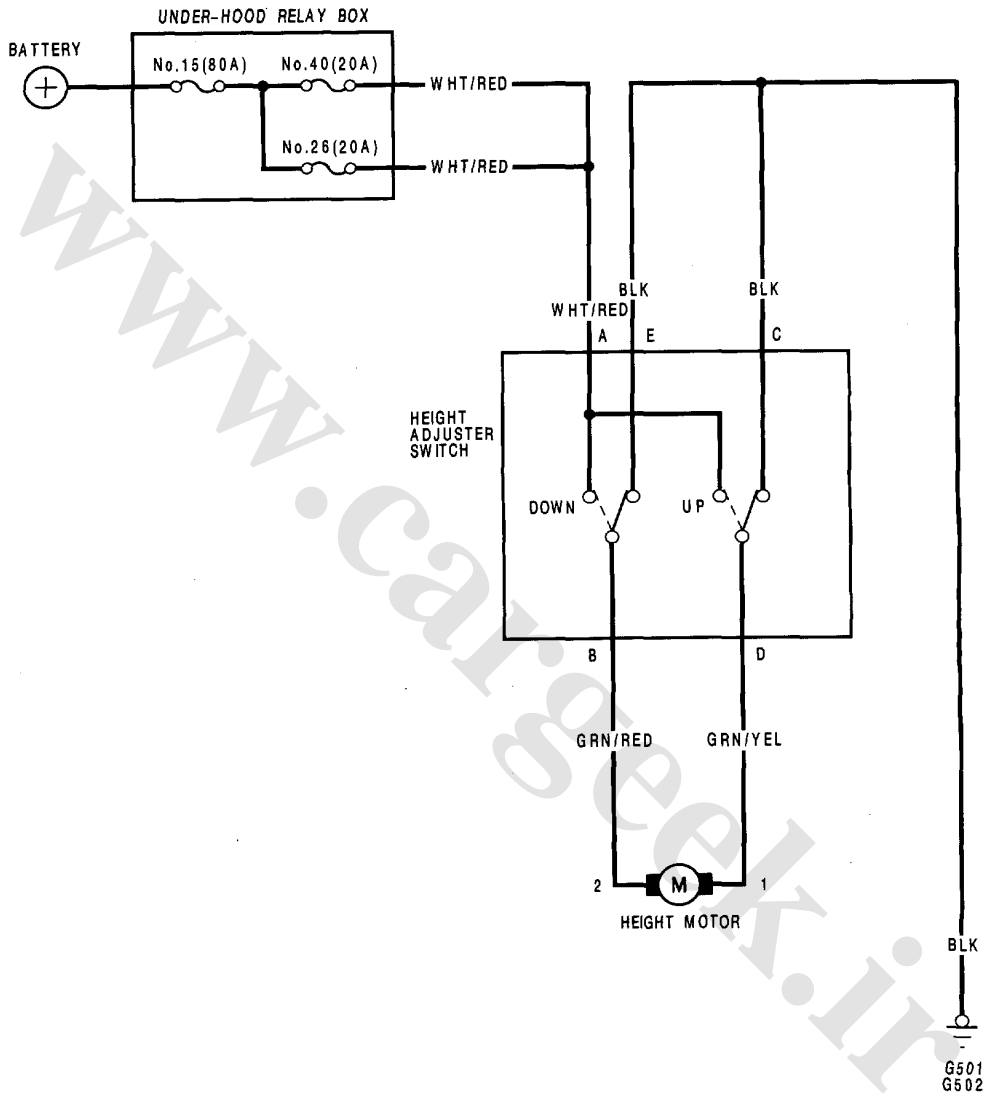 UNDER-HOOD RELAY BOX
BATTERY
No.15(80A)
No.40(20A)
WHT/RED
No.26(20A)
WHT/RED
BLK
BLK
WHT/RED
A
E
C
HEIGHT
ADJUSTER
SWITCH
DOWN
UP
B
D
GRN/RED
GRN/YEL
2
M
1
HEIGHT MOTOR
BLK
G501
G502
www.cargeek.ir